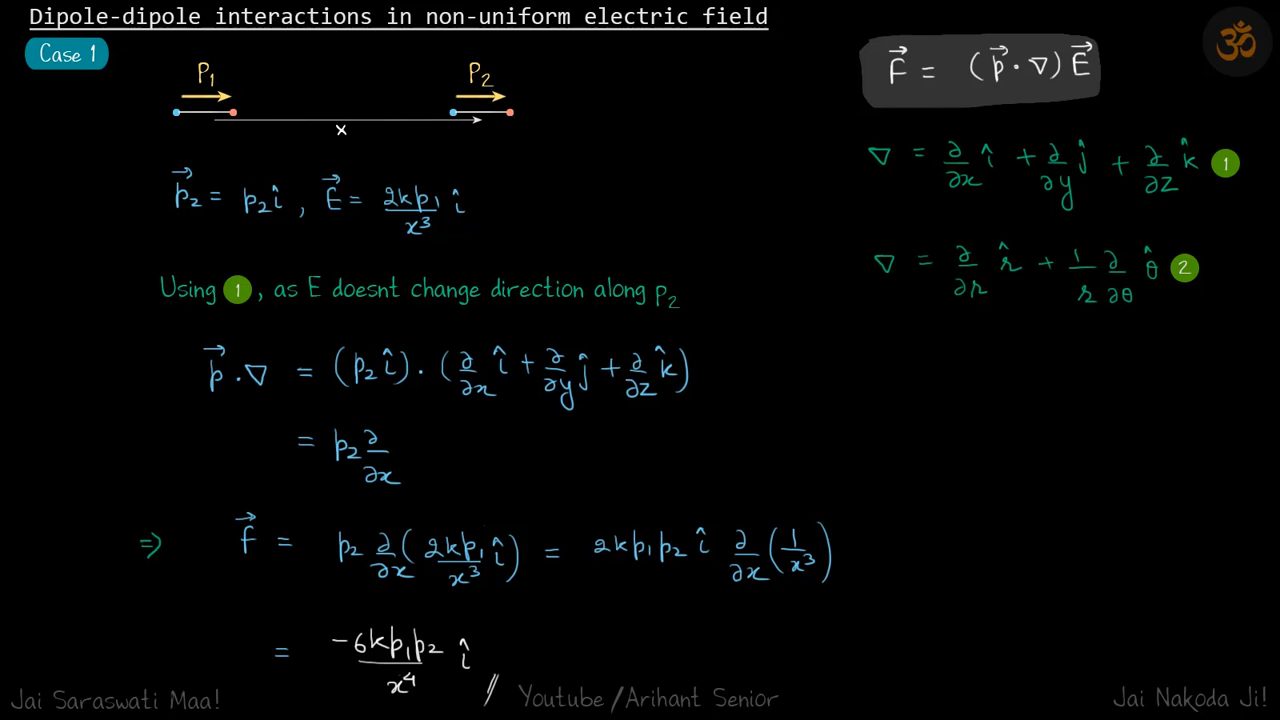 Dipole-dipole interactions in non-uniform electric field
Case 1
P₁ P₂
x
p⃗₂ = p₂î , E⃗ = 2kp₁/x³ î
Using 1, as E doesnt change direction along p₂
p⃗ · ∇ = (p₂ î) · (∂/∂x î + ∂/∂y ĵ + ∂/∂z k̂)
= p₂ ∂/∂x
⇒ F⃗ = p₂ ∂/∂x (2kp₁/x³ î) = 2kp₁p₂ î ∂/∂x (1/x³)
= -6kp₁p₂/x⁴ î //
F⃗ = (p⃗ · ∇) E⃗
∇ = ∂/∂x î + ∂/∂y ĵ + ∂/∂z k̂ 1
∇ = ∂/∂r r̂ + 1/r ∂/∂θ θ̂ 2
ॐ
Jai Saraswati Maa! Youtube/Arihant Senior Jai Nakoda Ji!